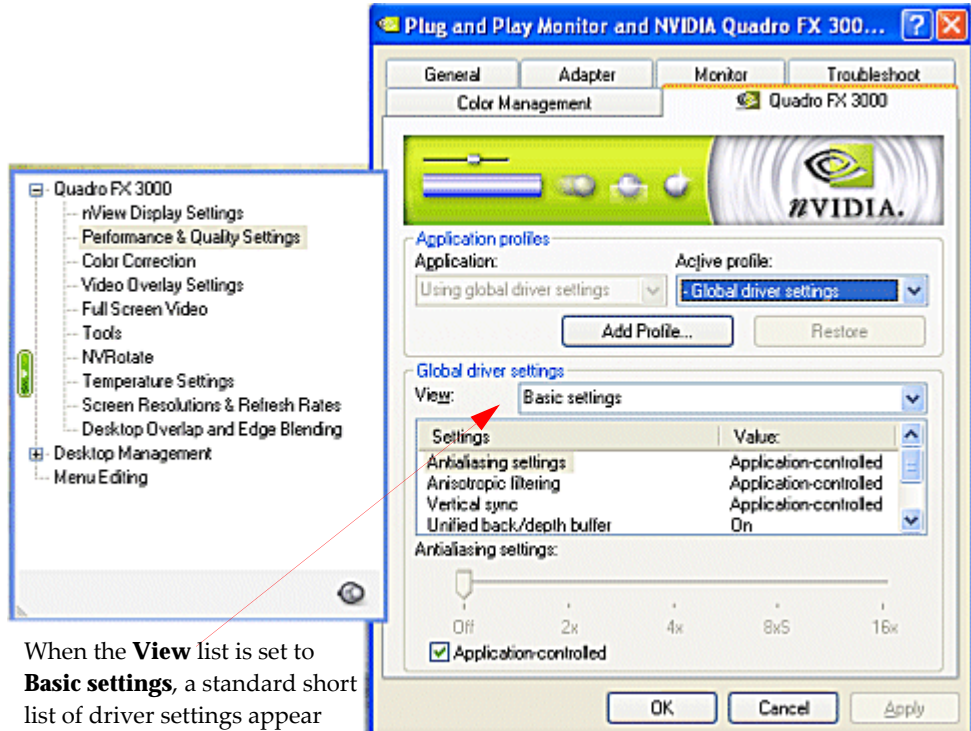 Plug and Play Monitor and NVIDIA Quadro FX 300...
General Adapter Monitor Troubleshoot
Color Management Quadro FX 3000
nVIDIA.
Quadro FX 3000
nView Display Settings
Performance & Quality Settings
Color Correction
Video Overlay Settings
Full Screen Video
Tools
NVRotate
Temperature Settings
Screen Resolutions & Refresh Rates
Desktop Overlap and Edge Blending
Desktop Management
Menu Editing
Application profiles
Application: Active profile:
Using global driver settings - Global driver settings
Add Profile... Restore
Global driver settings
View: Basic settings
Settings Value:
Antialiasing settings Application-controlled
Anisotropic filtering Application-controlled
Vertical sync Application-controlled
Unified back/depth buffer On
Antialiasing settings:
Off 2x 4x 8xS 16x
Application-controlled
OK Cancel Apply
When the View list is set to
Basic settings, a standard short
list of driver settings appear